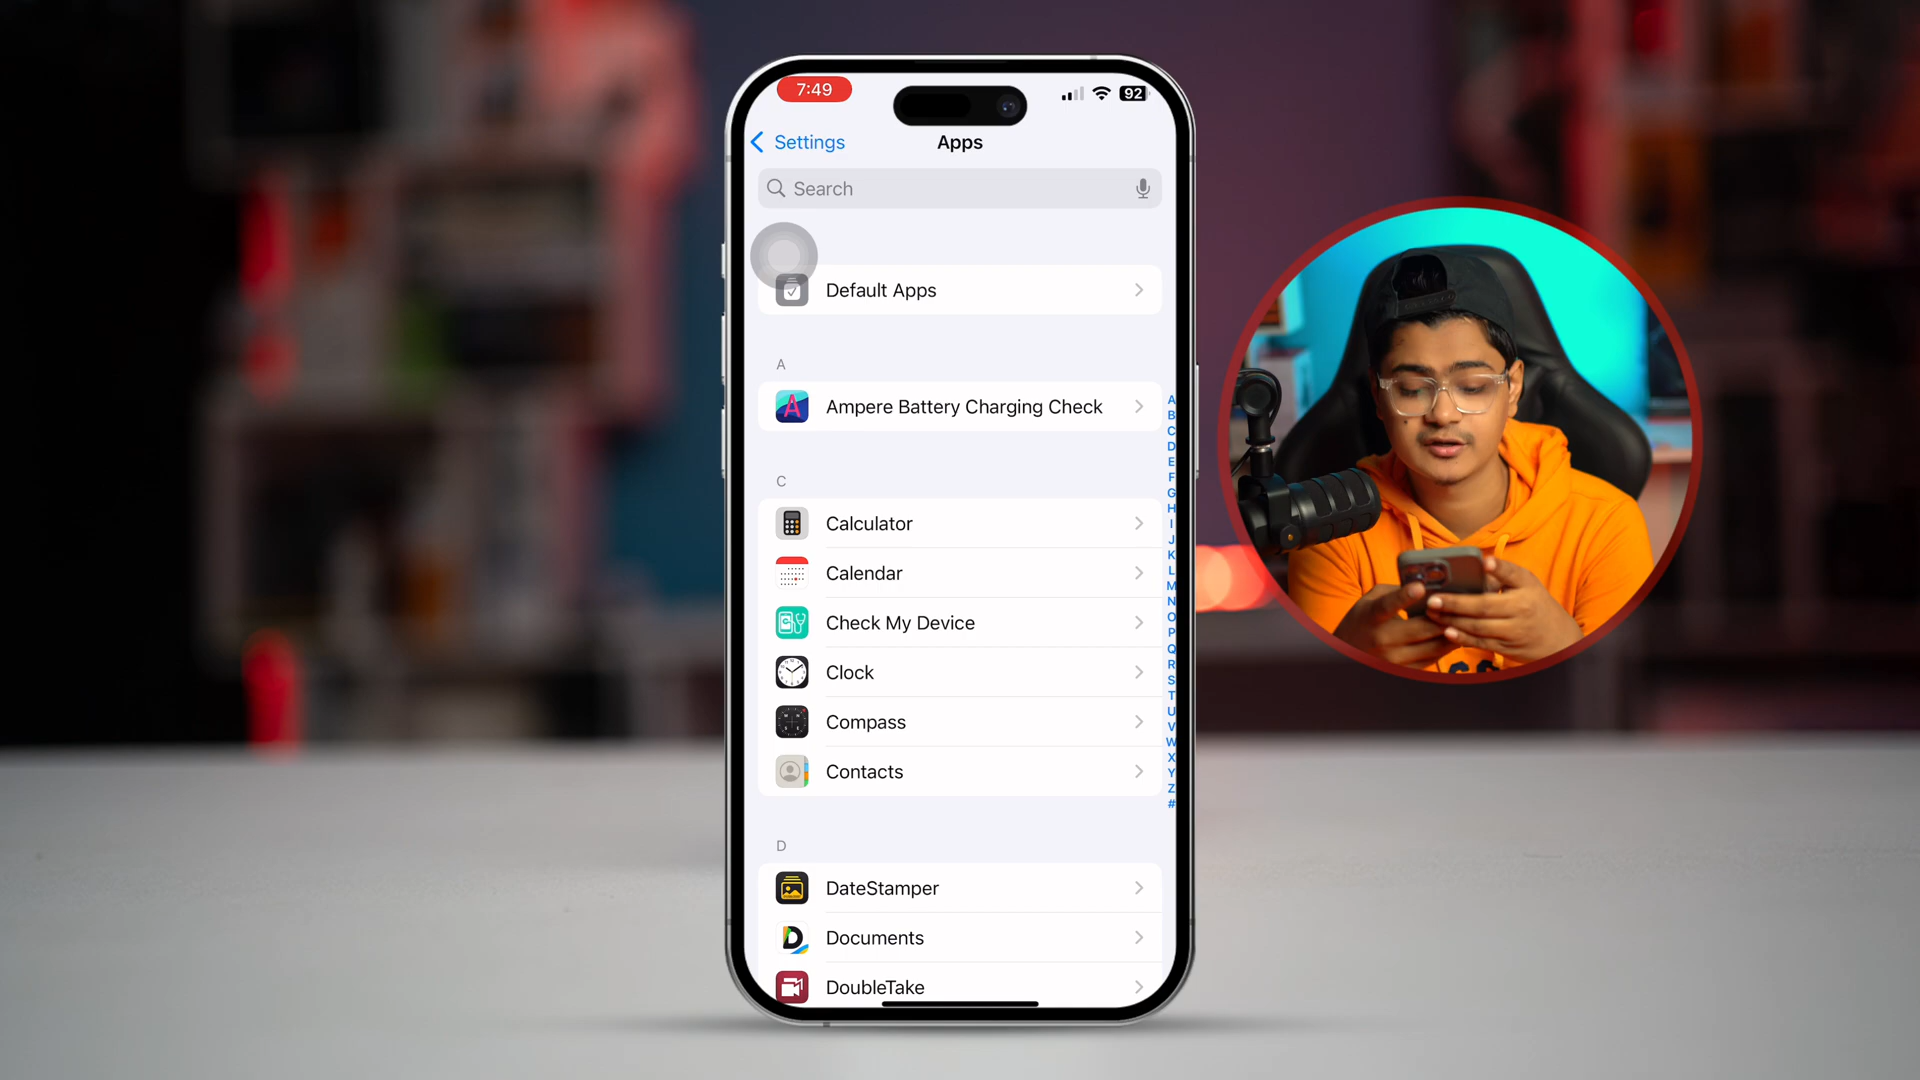 7:49
92
Settings
Apps
Search
Default Apps
A
Ampere Battery Charging Check
C
Calculator
Calendar
Check My Device
Clock
Compass
Contacts
D
DateStamper
Documents
DoubleTake
A
B
C
D
E
F
G
H
I
J
K
L
M
N
O
P
Q
R
S
T
U
V
W
X
Y
Z
#